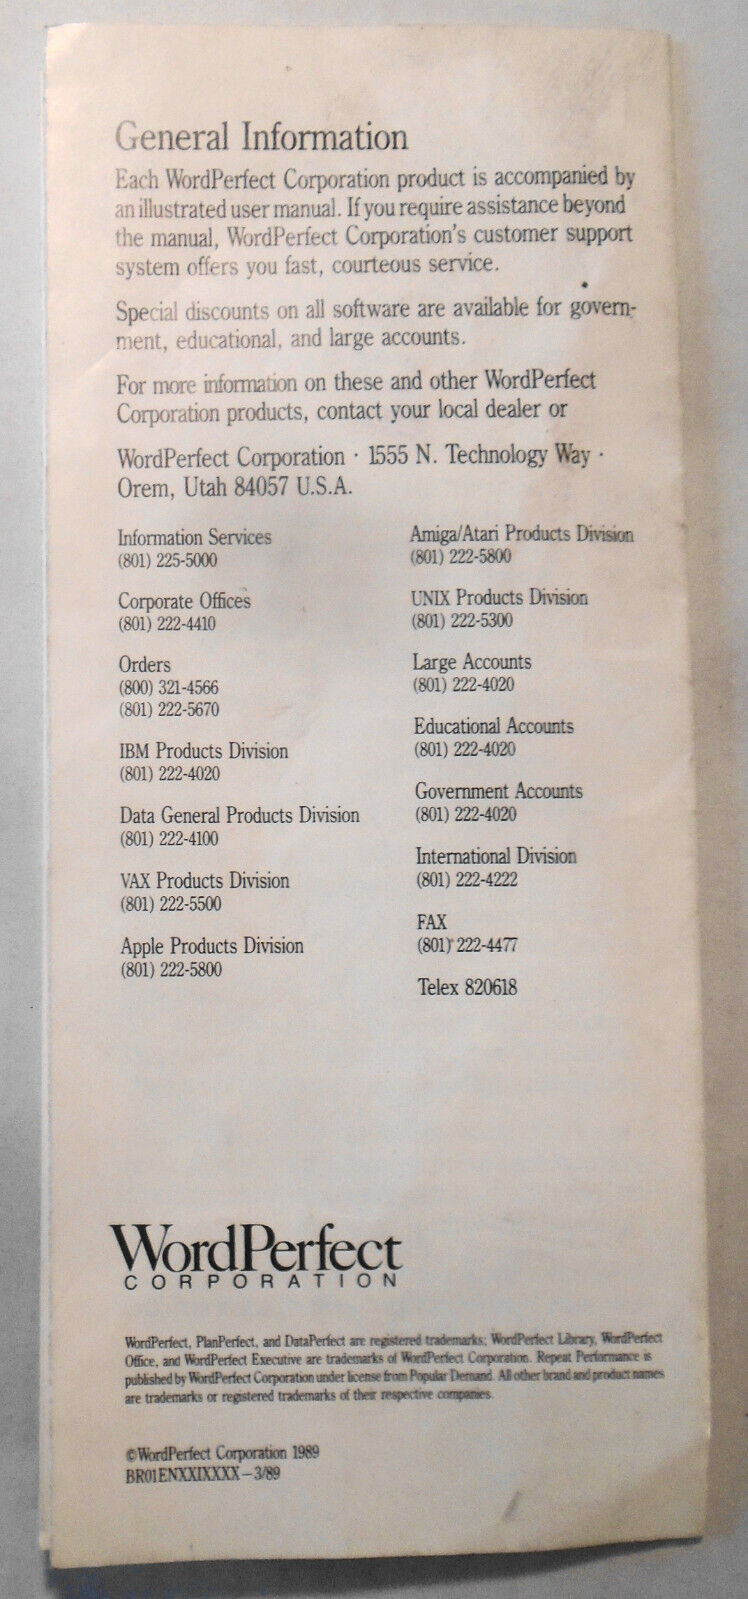 General Information
Each WordPerfect Corporation product is accompanied by
an illustrated user manual. If you require assistance beyond
the manual, WordPerfect Corporation's customer support
system offers you fast, courteous service.
Special discounts on all software are available for govern-
ment, educational, and large accounts.
For more information on these and other WordPerfect
Corporation products, contact your local dealer or
WordPerfect Corporation · 1555 N. Technology Way ·
Orem, Utah 84057 U.S.A.
Information Services
(801) 225-5000
Corporate Offices
(801) 222-4410
Orders
(800) 321-4566
(801) 222-5670
IBM Products Division
(801) 222-4020
Data General Products Division
(801) 222-4100
VAX Products Division
(801) 222-5500
Apple Products Division
(801) 222-5800
Amiga/Atari Products Division
(801) 222-5800
UNIX Products Division
(801) 222-5300
Large Accounts
(801) 222-4020
Educational Accounts
(801) 222-4020
Government Accounts
(801) 222-4020
International Division
(801) 222-4222
FAX
(801) 222-4477
Telex 820618
WordPerfect
CORPORATION
WordPerfect, PlanPerfect, and DataPerfect are registered trademarks; WordPerfect Library, WordPerfect
Office, and WordPerfect Executive are trademarks of WordPerfect Corporation. Repeat Performance is
published by WordPerfect Corporation under license from Popular Demand. All other brand and product names
are trademarks or registered trademarks of their respective companies.
©WordPerfect Corporation 1989
BR01ENXXIXXXX—3/89